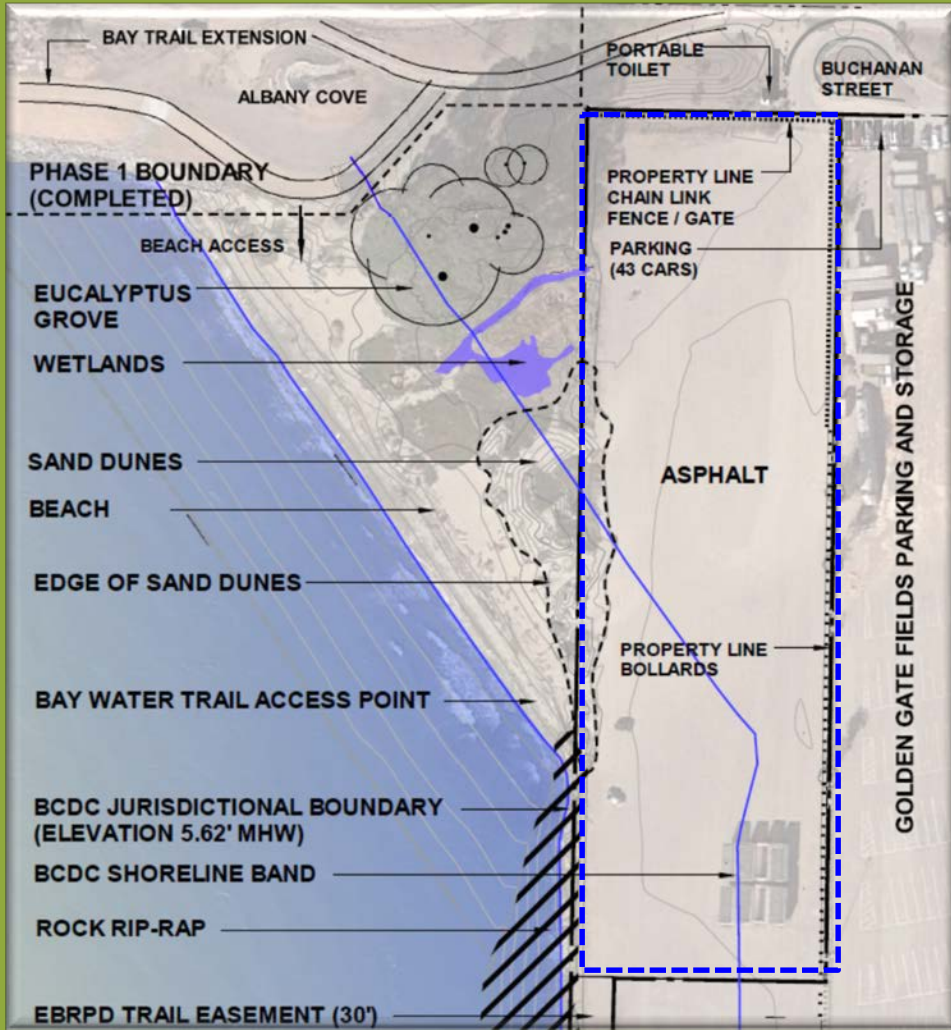 BAY TRAIL EXTENSION
ALBANY COVE
PORTABLE
TOILET
BUCHANAN
STREET
PHASE 1 BOUNDARY
(COMPLETED)
BEACH ACCESS
PROPERTY LINE
CHAIN LINK
FENCE / GATE
PARKING
(43 CARS)
EUCALYPTUS
GROVE
WETLANDS
SAND DUNES
BEACH
ASPHALT
GOLDEN GATE FIELDS PARKING AND STORAGE
EDGE OF SAND DUNES
PROPERTY LINE
BOLLARDS
BAY WATER TRAIL ACCESS POINT
BCDC JURISDICTIONAL BOUNDARY
(ELEVATION 5.62' MHW)
BCDC SHORELINE BAND
ROCK RIP-RAP
EBRPD TRAIL EASEMENT (30')